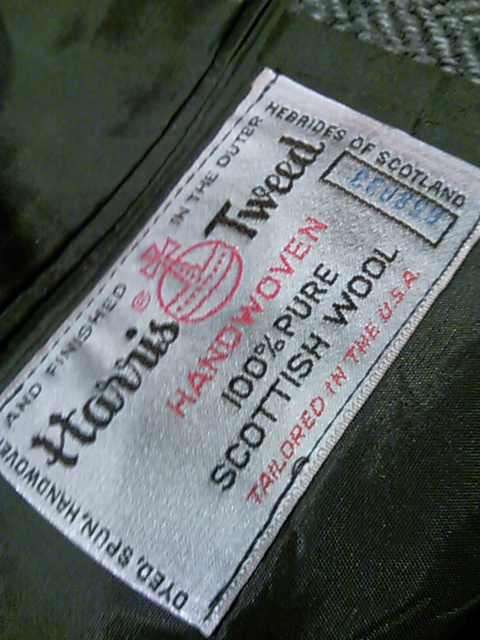 DYED, SPUN, HANDWOVEN
AND FINISHED IN THE OUTER
HEBRIDES OF SCOTLAND
Harris Tweed
®
HANDWOVEN
100% PURE
SCOTTISH WOOL
TAILORED IN THE U.S.A.